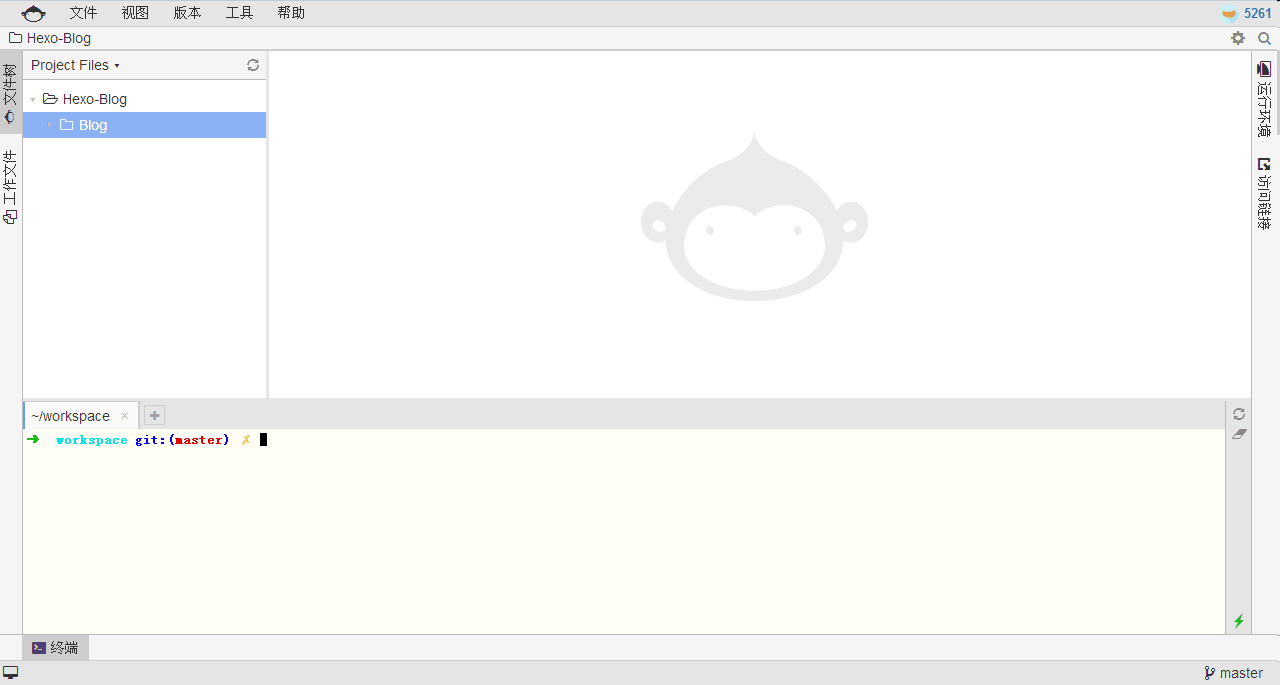 文件 视图 版本 工具 帮助 5261
Hexo-Blog
文件树
工作文件
Project Files
Hexo-Blog
Blog
运行环境
访问链接
~/workspace × +
➜ workspace git:(master) ✗
终端
master